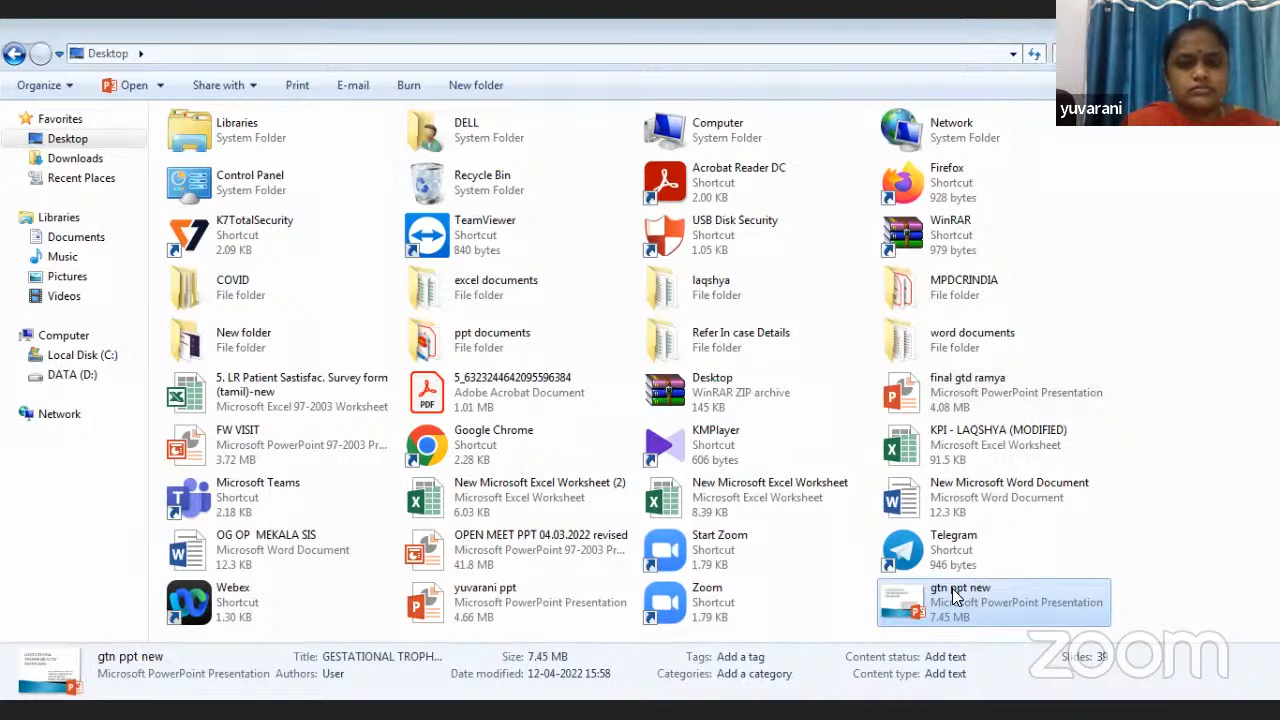 Desktop
yuvarani
Organize Open Share with Print E-mail Burn New folder
Favorites
Desktop
Downloads
Recent Places
Libraries
Documents
Music
Pictures
Videos
Computer
Local Disk (C:)
DATA (D:)
Network
Libraries
System Folder
DELL
System Folder
Computer
System Folder
Network
System Folder
Control Panel
System Folder
Recycle Bin
System Folder
Acrobat Reader DC
Shortcut
2.00 KB
Firefox
Shortcut
928 bytes
K7TotalSecurity
Shortcut
2.09 KB
TeamViewer
Shortcut
840 bytes
USB Disk Security
Shortcut
1.05 KB
WinRAR
Shortcut
979 bytes
COVID
File folder
excel documents
File folder
laqshya
File folder
MPDCRINDIA
File folder
New folder
File folder
ppt documents
File folder
Refer In case Details
File folder
word documents
File folder
5. LR Patient Sastisfac. Survey form
(tamil)-new
Microsoft Excel 97-2003 Worksheet
5_6323244642095596384
Adobe Acrobat Document
1.01 MB
PDF
Desktop
WinRAR ZIP archive
145 KB
final gtd ramya
Microsoft PowerPoint Presentation
4.08 MB
FW VISIT
Microsoft PowerPoint 97-2003 Pr...
3.72 MB
Google Chrome
Shortcut
2.28 KB
KMPlayer
Shortcut
606 bytes
KPI - LAQSHYA (MODIFIED)
Microsoft Excel Worksheet
91.5 KB
Microsoft Teams
Shortcut
2.18 KB
New Microsoft Excel Worksheet (2)
Microsoft Excel Worksheet
6.03 KB
New Microsoft Excel Worksheet
Microsoft Excel Worksheet
8.39 KB
New Microsoft Word Document
Microsoft Word Document
12.3 KB
OG OP MEKALA SIS
Microsoft Word Document
12.3 KB
OPEN MEET PPT 04.03.2022 revised
Microsoft PowerPoint 97-2003 Pr...
41.8 MB
Start Zoom
Shortcut
1.79 KB
Telegram
Shortcut
946 bytes
Webex
Shortcut
1.30 KB
yuvarani ppt
Microsoft PowerPoint Presentation
4.66 MB
Zoom
Shortcut
1.79 KB
gtn ppt new
Microsoft PowerPoint Presentation
7.45 MB
gtn ppt new Title: GESTATIONAL TROPH... Size: 7.45 MB Tags: Add a tag Content status: Add text Slides: 39
Microsoft PowerPoint Presentation Authors: User Date modified: 12-04-2022 15:58 Categories: Add a category Content type: Add text
zoom